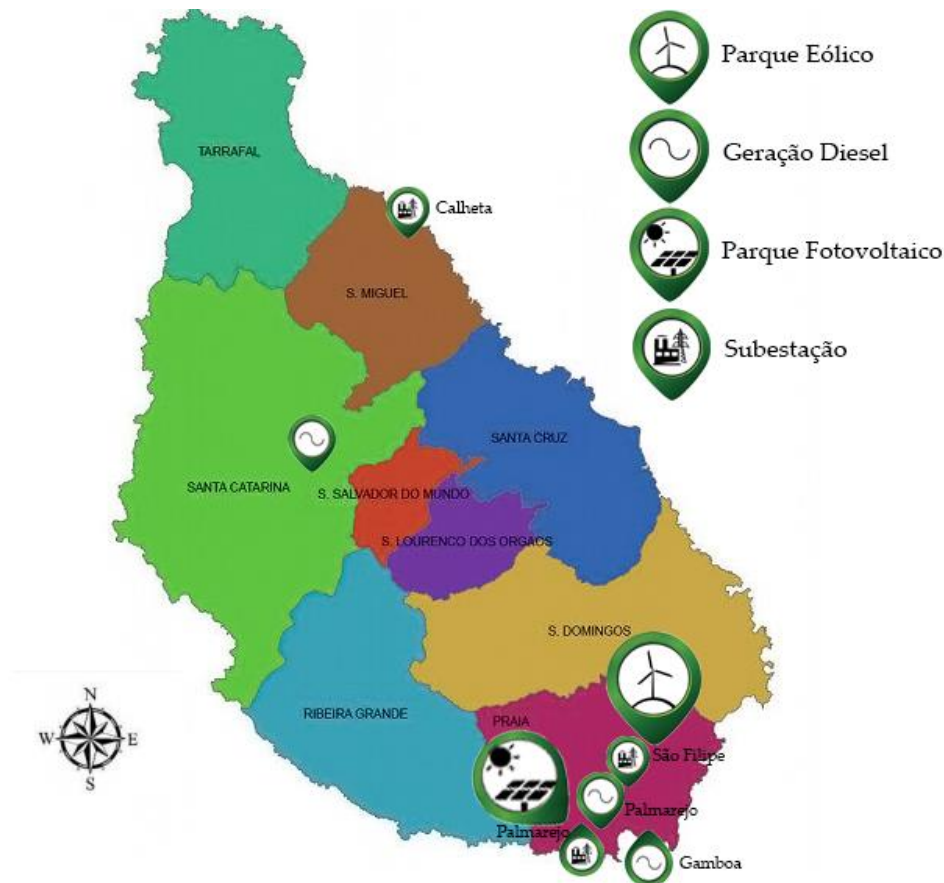 Parque Eólico
Geração Diesel
Parque Fotovoltaico
Subestação
TARRAFAL
Calheta
S. MIGUEL
SANTA CRUZ
SANTA CATARINA
S. SALVADOR DO MUNDO
S. LOURENCO DOS ORGAOS
S. DOMINGOS
RIBEIRA GRANDE
PRAIA
São Filipe
Palmarejo
Palmarejo
Gamboa
N
W
E
S